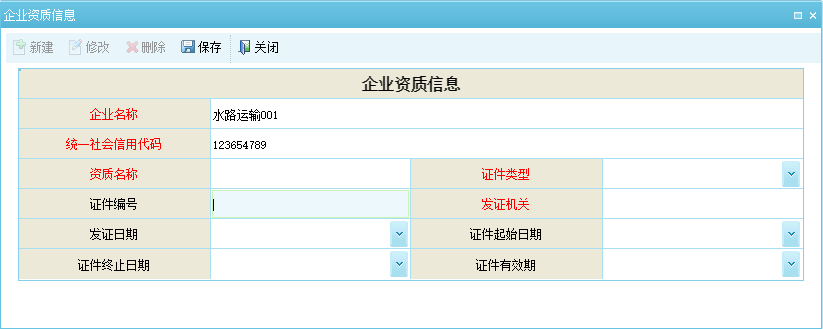 企业资质信息
新建 修改 删除 保存 关闭
企业资质信息
企业名称 水路运输001
统一社会信用代码 123654789
资质名称 证件类型
证件编号 发证机关
发证日期 证件起始日期
证件终止日期 证件有效期